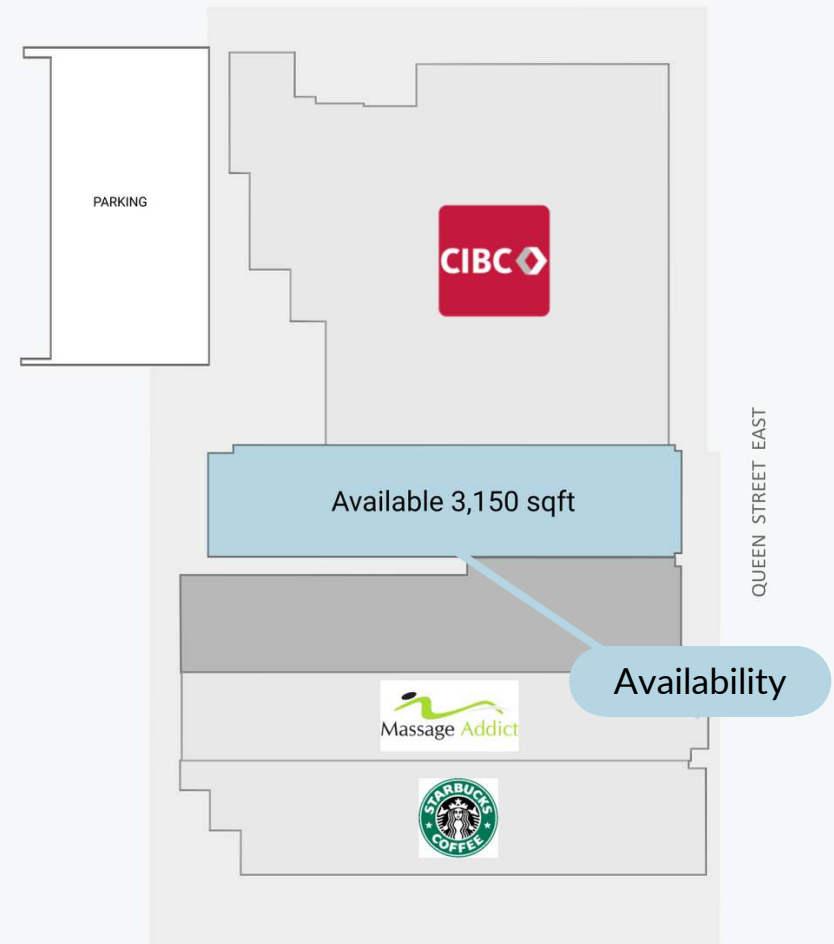 PARKING
CIBC
QUEEN STREET EAST
Available 3,150 sqft
Availability
Massage Addict
STARBUCKS
COFFEE